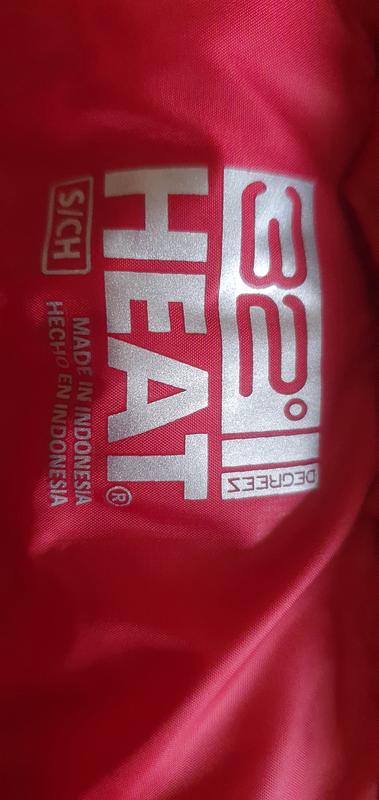 32°
DEGREES
HEAT®
S/CH
MADE IN INDONESIA
HECHO EN INDONESIA